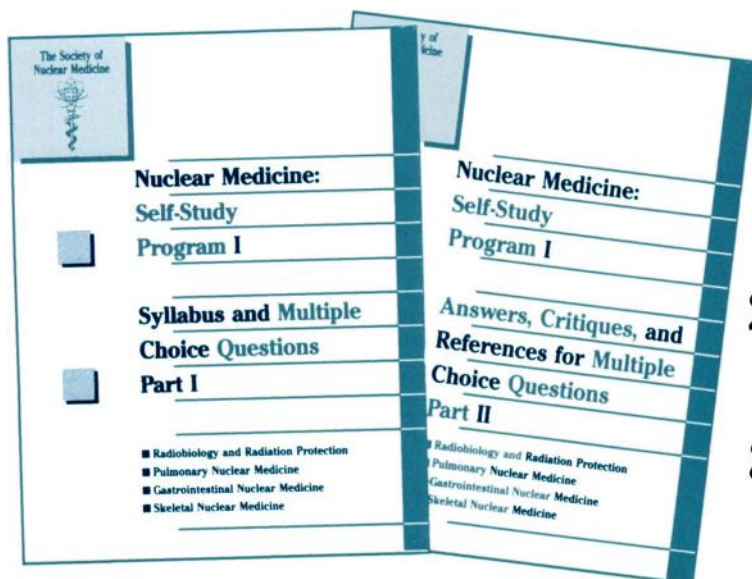 The Society of
Nuclear Medicine
Nuclear Medicine:
Self-Study
Program I
Syllabus and Multiple
Choice Questions
Part I
■ Radiobiology and Radiation Protection
■ Pulmonary Nuclear Medicine
■ Gastrointestinal Nuclear Medicine
■ Skeletal Nuclear Medicine
y of
icine
Nuclear Medicine:
Self-Study
Program I
Answers, Critiques, and
References for Multiple
Choice Questions
Part II
Radiobiology and Radiation Protection
Pulmonary Nuclear Medicine
Gastrointestinal Nuclear Medicine
Skeletal Nuclear Medicine